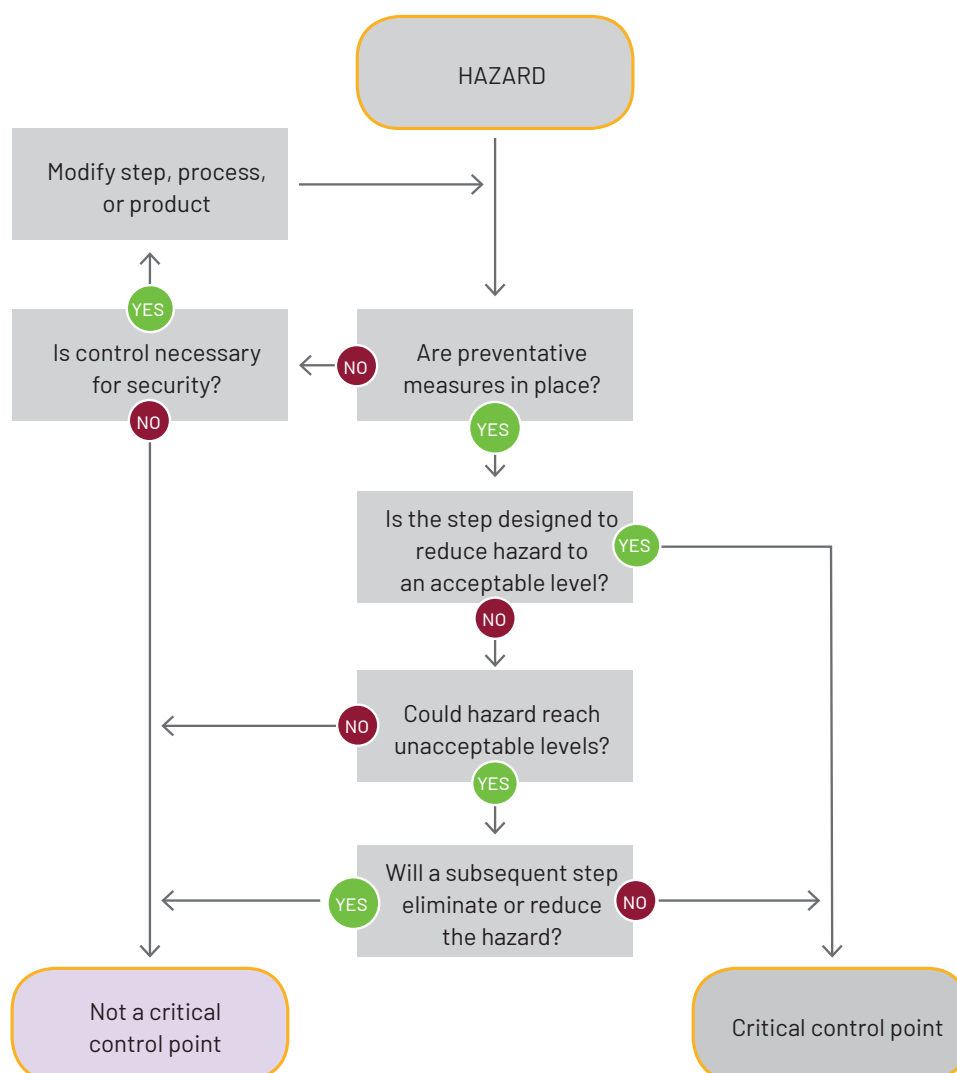 HAZARD
Modify step, process,
or product
YES
Is control necessary
for security?
NO
NO
Are preventative
measures in place?
YES
Is the step designed to
reduce hazard to
an acceptable level?
YES
NO
NO
Could hazard reach
unacceptable levels?
YES
YES
Will a subsequent step
eliminate or reduce
the hazard?
NO
Not a critical
control point
Critical control point